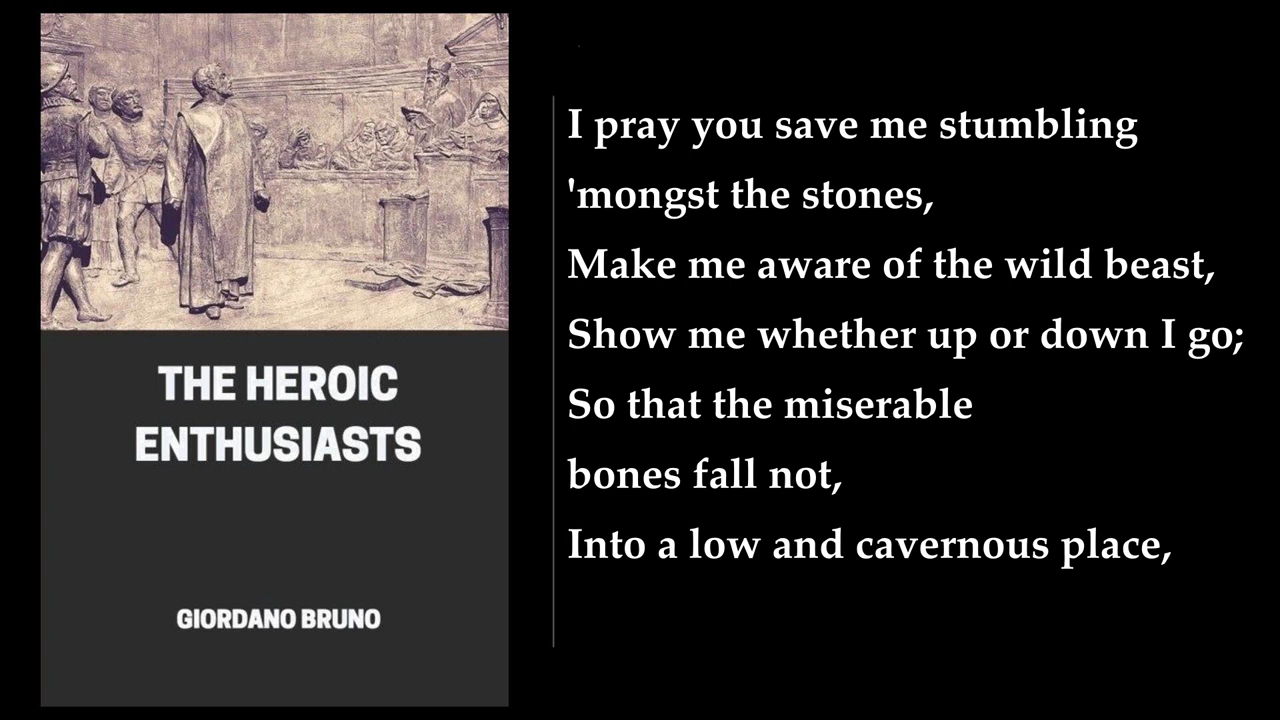 THE HEROIC
ENTHUSIASTS
GIORDANO BRUNO
I pray you save me stumbling
'mongst the stones,
Make me aware of the wild beast,
Show me whether up or down I go;
So that the miserable
bones fall not,
Into a low and cavernous place,